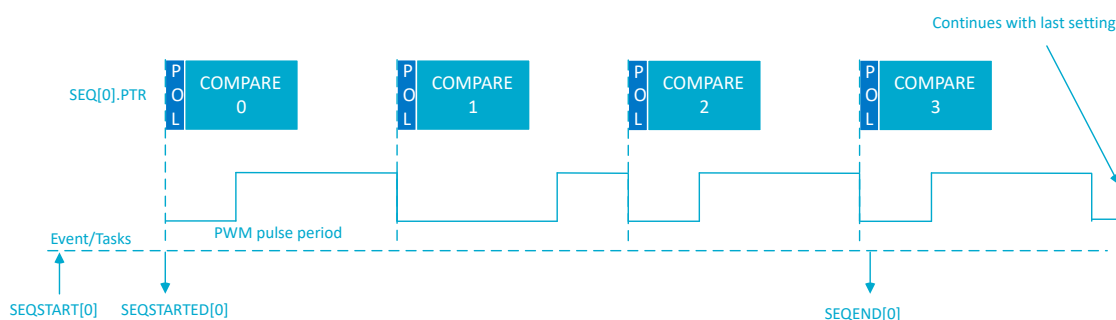 Continues with last setting
SEQ[0].PTR
P
O
L
COMPARE
0
P
O
L
COMPARE
1
P
O
L
COMPARE
2
P
O
L
COMPARE
3
Event/Tasks
PWM pulse period
SEQSTART[0]
SEQSTARTED[0]
SEQEND[0]